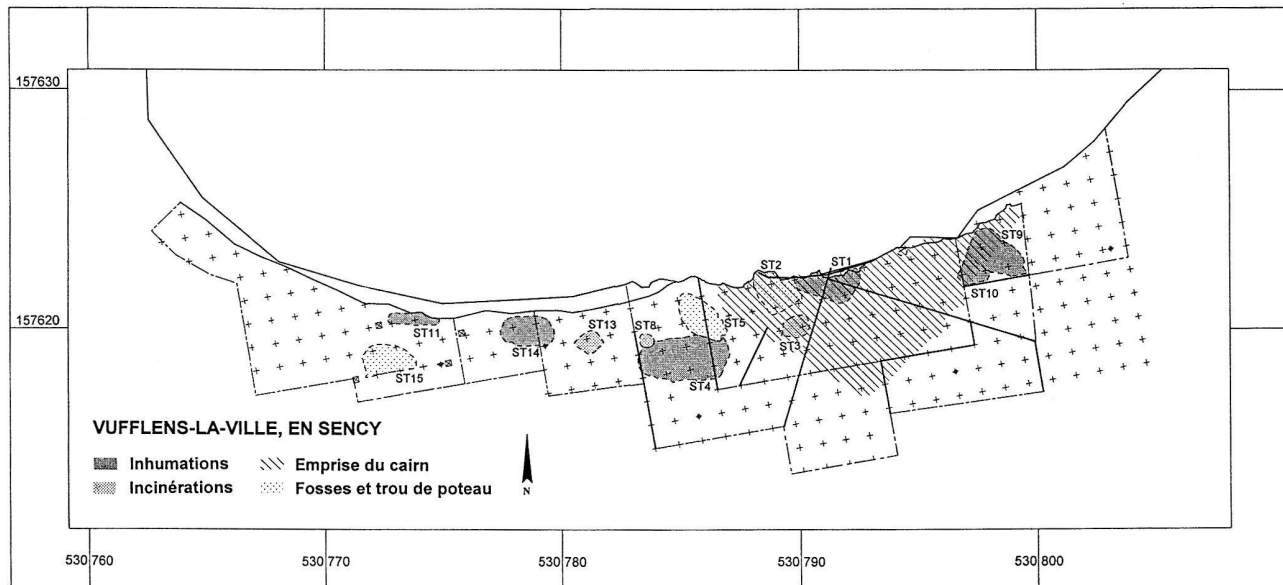 157630
ST9
ST2
ST1
ST10
157620
ST13
ST8
ST5
ST11
ST14
ST3
ST15
ST4
VUFFLENS-LA-VILLE, EN SENCY
Inhumations
Emprise du cairn
Incinérations
Fosses et trou de poteau
N
530 760
530 770
530 780
530 790
530 800